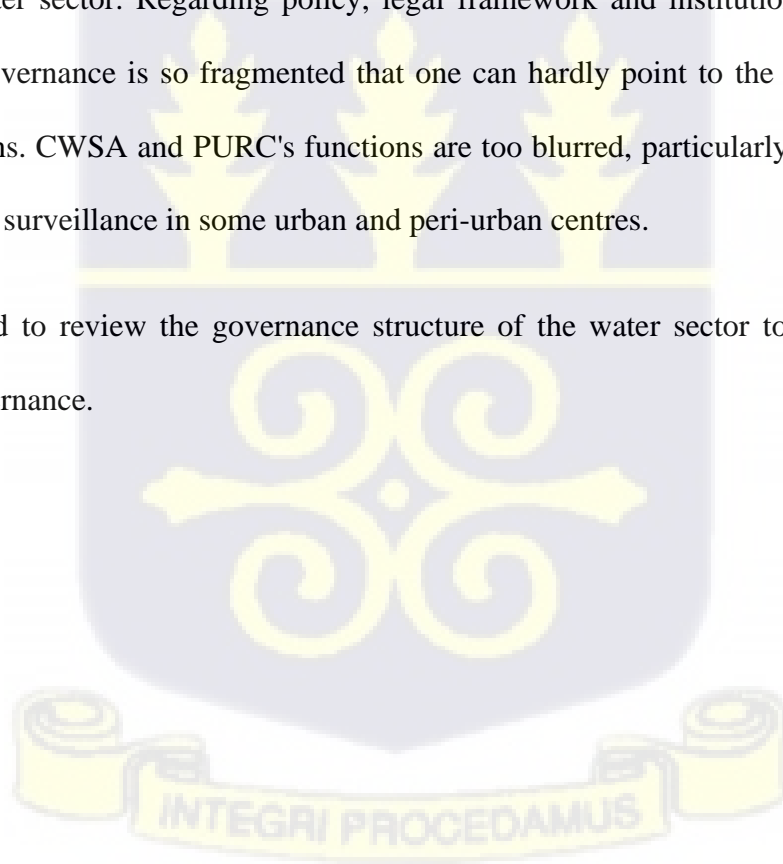 sector. Regarding policy, legal framework and institution
vernance is so fragmented that one can hardly point to the
CWSA and PURC's functions are too blurred, particularly
surveillance in some urban and peri-urban centres.
to review the governance structure of the water sector to
rnance.
INTEGRI PROCEDAMUS